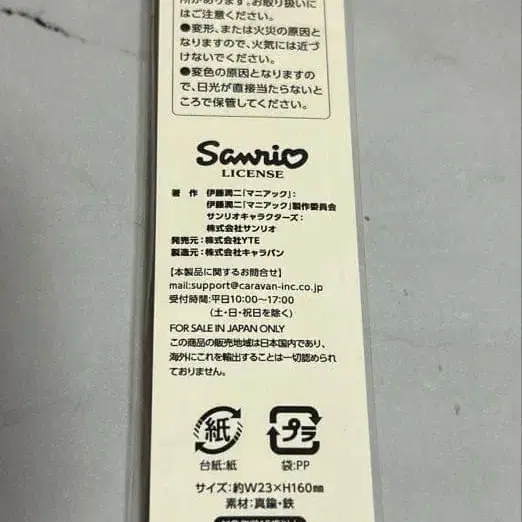 所があります。お取り扱いに
はご注意ください。
●変形、または火災の原因と
なりますので、火気には近づ
けないでください。
●変色の原因となりますの
で、日光が直接当たらないと
ころで保管してください。
Sanrio
LICENSE
著 作 伊藤潤二「マニアック」:
伊藤潤二「マニアック」製作委員会
サンリオキャラクターズ:
株式会社サンリオ
発売元:株式会社YTE
製造元:株式会社キャラバン
【本製品に関するお問合せ】
mail:support@caravan-inc.co.jp
受付時間:平日10:00〜17:00
(土・日・祝日を除く)
FOR SALE IN JAPAN ONLY
この商品の販売地域は日本国内であり、
海外にこれを輸出することは一切認められ
ておりません。
紙 プラ
台紙:紙 袋:PP
サイズ:約W23×H160㎜
素材:真鍮・鉄